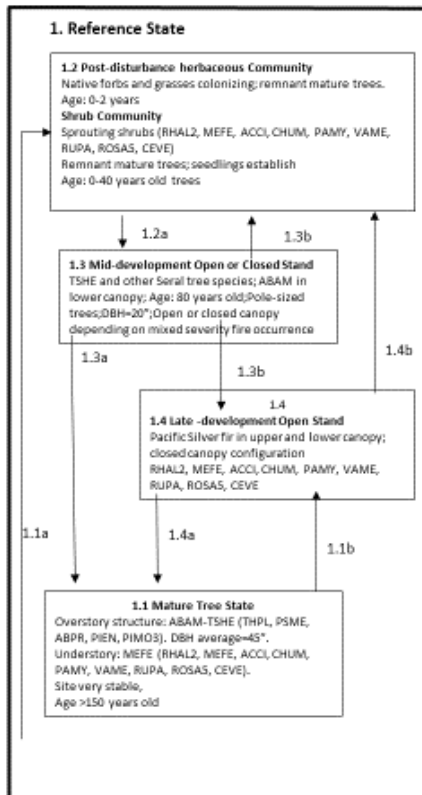 1. Reference State
1.2 Post-disturbance herbaceous Community
Native forbs and grasses colonizing; remnant mature trees.
Age: 0-2 years
Shrub Community
Sprouting shrubs (RHAL2, MEFE, ACCI, CHUM, PAMY, VAME,
RUPA, ROSA5, CEVE)
Remnant mature trees; seedlings establish
Age: 0-40 years old trees
1.2a
1.3b
1.3 Mid-development Open or Closed Stand
TSHE and other Seral tree species; ABAM in
lower canopy; Age: 80 years old;Pole-sized
trees;DBH=20";Open or closed canopy
depending on mixed severity fire occurrence
1.3a
1.3b
1.4b
1.4
1.4 Late -development Open Stand
Pacific Silver fir in upper and lower canopy;
closed canopy configuration
RHAL2, MEFE, ACCI, CHUM, PAMY, VAME,
RUPA, ROSA5, CEVE
1.1a
1.4a
1.1b
1.1 Mature Tree State
Overstory structure: ABAM-TSHE (THPL, PSME,
ABPR, PIEN, PIMO3). DBH average=45".
Understory: MEFE (RHAL2, MEFE, ACCI, CHUM,
PAMY, VAME, RUPA, ROSA5, CEVE).
Site very stable,
Age >150 years old